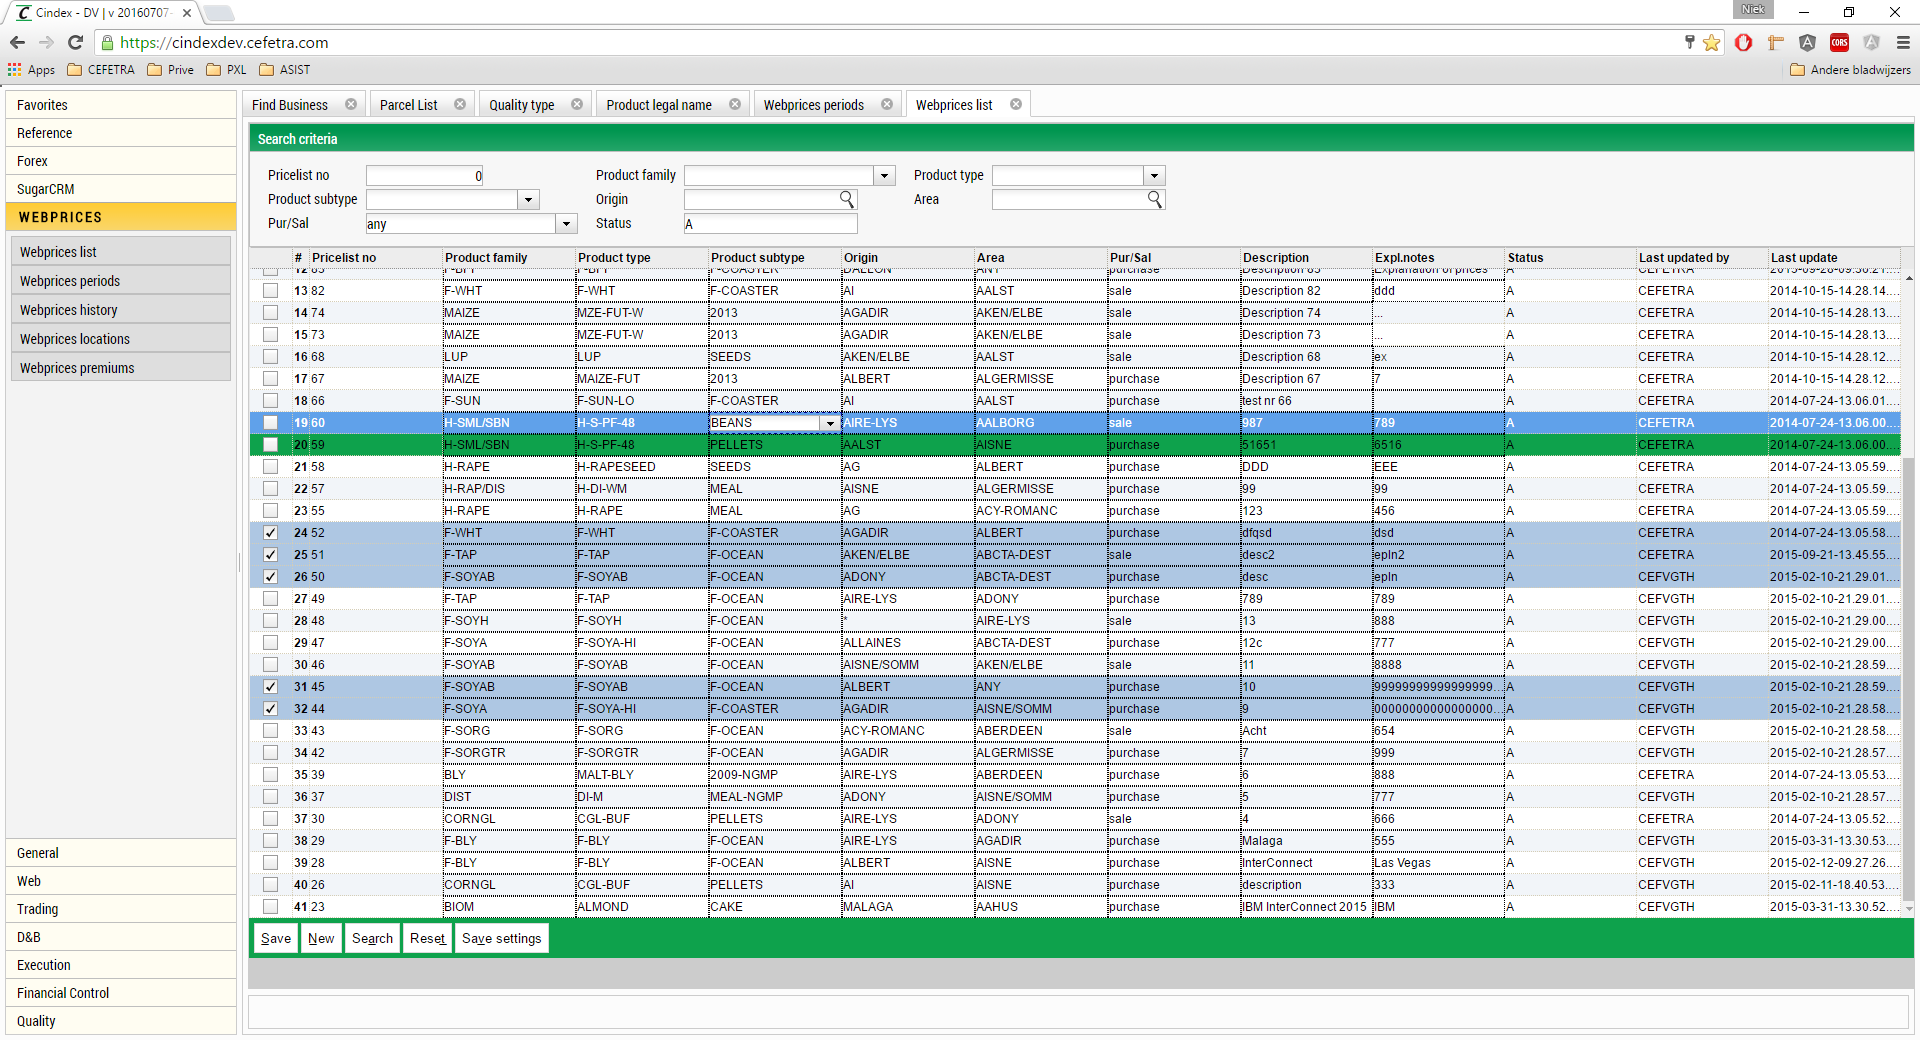 Cindex - DV | v 20160707-
Niek
https://cindexdev.cefetra.com
CORS
Apps CEFETRA Prive PXL ASIST Andere bladwijzers
Favorites
Reference
Forex
SugarCRM
WEBPRICES
Webprices list
Webprices periods
Webprices history
Webprices locations
Webprices premiums
General
Web
Trading
D&B
Execution
Financial Control
Quality
Find Business Parcel List Quality type Product legal name Webprices periods Webprices list
Search criteria
Pricelist no 0 Product family Product type
Product subtype Origin Area
Pur/Sal any Status A
# Pricelist no Product family Product type Product subtype Origin Area Pur/Sal Description Expl.notes Status Last updated by Last update
12 83 F-BLY F-BLY F-COASTER DALLON ANY purchase Description 83 Explanation of prices A CEFETRA 2015-09-28-09.36.21....
13 82 F-WHT F-WHT F-COASTER AI AALST sale Description 82 ddd A CEFETRA 2014-10-15-14.28.14....
14 74 MAIZE MZE-FUT-W 2013 AGADIR AKEN/ELBE sale Description 74 ... A CEFETRA 2014-10-15-14.28.13....
15 73 MAIZE MZE-FUT-W 2013 AGADIR AKEN/ELBE sale Description 73 ... A CEFETRA 2014-10-15-14.28.13....
16 68 LUP LUP SEEDS AKEN/ELBE AALST sale Description 68 ex A CEFETRA 2014-10-15-14.28.12....
17 67 MAIZE MAIZE-FUT 2013 ALBERT ALGERMISSE purchase Description 67 7 A CEFETRA 2014-10-15-14.28.12....
18 66 F-SUN F-SUN-LO F-COASTER AI AALST purchase test nr 66 A CEFETRA 2014-07-24-13.06.01....
19 60 H-SML/SBN H-S-PF-48 BEANS AIRE-LYS AALBORG sale 987 789 A CEFETRA 2014-07-24-13.06.00....
20 59 H-SML/SBN H-S-PF-48 PELLETS AALST AISNE purchase 51651 6516 A CEFETRA 2014-07-24-13.06.00....
21 58 H-RAPE H-RAPESEED SEEDS AG ALBERT purchase DDD EEE A CEFETRA 2014-07-24-13.05.59....
22 57 H-RAP/DIS H-DI-WM MEAL AISNE ALGERMISSE purchase 99 99 A CEFETRA 2014-07-24-13.05.59....
23 55 H-RAPE H-RAPE MEAL AG ACY-ROMANC purchase 123 456 A CEFETRA 2014-07-24-13.05.59....
24 52 F-WHT F-WHT F-COASTER AGADIR ALBERT purchase dfqsd dsd A CEFETRA 2014-07-24-13.05.58....
25 51 F-TAP F-TAP F-OCEAN AKEN/ELBE ABCTA-DEST sale desc2 epln2 A CEFETRA 2015-09-21-13.45.55....
26 50 F-SOYAB F-SOYAB F-OCEAN ADONY ABCTA-DEST purchase desc epln A CEFVGTH 2015-02-10-21.29.01....
27 49 F-TAP F-TAP F-OCEAN AIRE-LYS ADONY purchase 789 789 A CEFVGTH 2015-02-10-21.29.01....
28 48 F-SOYH F-SOYH F-OCEAN * AIRE-LYS sale 13 888 A CEFVGTH 2015-02-10-21.29.00....
29 47 F-SOYA F-SOYA-HI F-OCEAN ALLAINES ABCTA-DEST purchase 12c 777 A CEFVGTH 2015-02-10-21.29.00....
30 46 F-SOYAB F-SOYAB F-OCEAN AISNE/SOMM AKEN/ELBE sale 11 8888 A CEFVGTH 2015-02-10-21.28.59....
31 45 F-SOYAB F-SOYAB F-OCEAN ALBERT ANY purchase 10 99999999999999999... A CEFVGTH 2015-02-10-21.28.59....
32 44 F-SOYA F-SOYA-HI F-COASTER AGADIR AISNE/SOMM purchase 9 00000000000000000... A CEFVGTH 2015-02-10-21.28.58....
33 43 F-SORG F-SORG F-OCEAN ACY-ROMANC ABERDEEN sale Acht 654 A CEFVGTH 2015-02-10-21.28.58....
34 42 F-SORGTR F-SORGTR F-OCEAN AGADIR ALGERMISSE purchase 7 999 A CEFVGTH 2015-02-10-21.28.57....
35 39 BLY MALT-BLY 2009-NGMP AIRE-LYS ABERDEEN purchase 6 888 A CEFETRA 2014-07-24-13.05.53....
36 37 DIST DI-M MEAL-NGMP ADONY AISNE/SOMM purchase 5 777 A CEFVGTH 2015-02-10-21.28.57....
37 30 CORNGL CGL-BUF PELLETS AIRE-LYS ADONY sale 4 666 A CEFETRA 2014-07-24-13.05.52....
38 29 F-BLY F-BLY F-OCEAN AIRE-LYS AGADIR purchase Malaga 555 A CEFVGTH 2015-03-31-13.30.53....
39 28 F-BLY F-BLY F-OCEAN ALBERT AISNE purchase InterConnect Las Vegas A CEFVGTH 2015-02-12-09.27.26....
40 26 CORNGL CGL-BUF PELLETS AI AISNE purchase description 333 A CEFVGTH 2015-02-11-18.40.53....
41 23 BIOM ALMOND CAKE MALAGA AAHUS purchase IBM InterConnect 2015 IBM A CEFVGTH 2015-03-31-13.30.52....
Save New Search Reset Save settings